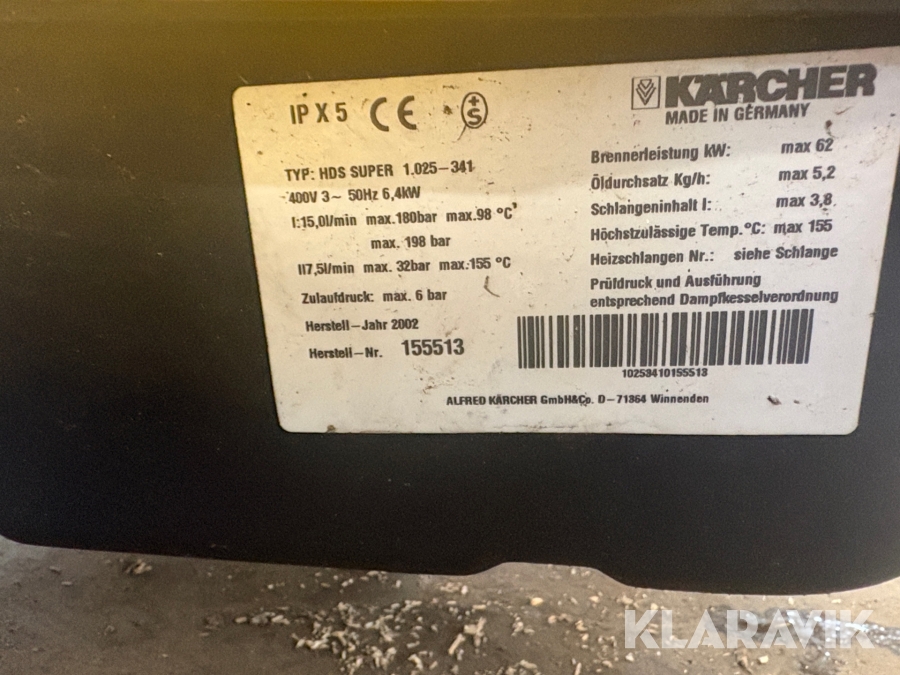 IP X 5 CE +S
KÄRCHER
MADE IN GERMANY
TYP: HDS SUPER 1.025-341
400V 3~ 50Hz 6,4kW
I:15,0l/min max.180bar max.98 °C
max. 198 bar
II7,5l/min max. 32bar max.155 °C
Zulaufdruck: max. 6 bar
Herstell-Jahr 2002
Herstell-Nr. 155513
Brennerleistung kW: max 62
Öldurchsatz Kg/h: max 5,2
Schlangeninhalt l: max 3,8
Höchstzulässige Temp.°C: max 155
Heizschlangen Nr.: siehe Schlange
Prüfdruck und Ausführung
entsprechend Dampfkesselverordnung
10253410155513
ALFRED KÄRCHER GmbH&Co. D-71364 Winnenden
KLARAVIK